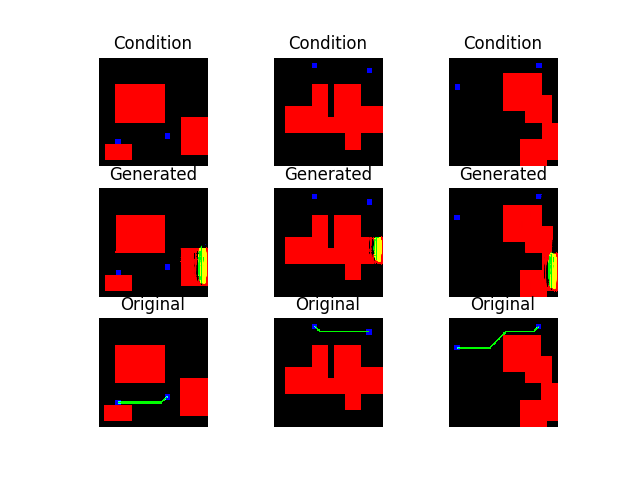 Condition Condition Condition
Generated Generated Generated
Original Original Original